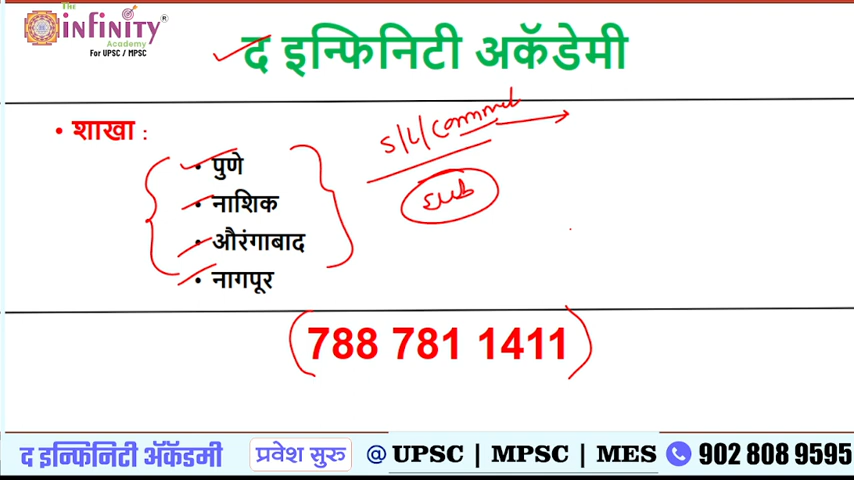 The
infinity®
Academy
For UPSC / MPSC
द इन्फिनिटी अकॅडेमी
• शाखा :
• पुणे
• नाशिक
• औरंगाबाद
• नागपूर
S/L/Comment
Sub
788 781 1411
द इन्फिनिटी ॲकॅडमी प्रवेश सुरु @ UPSC | MPSC | MES 902 808 9595